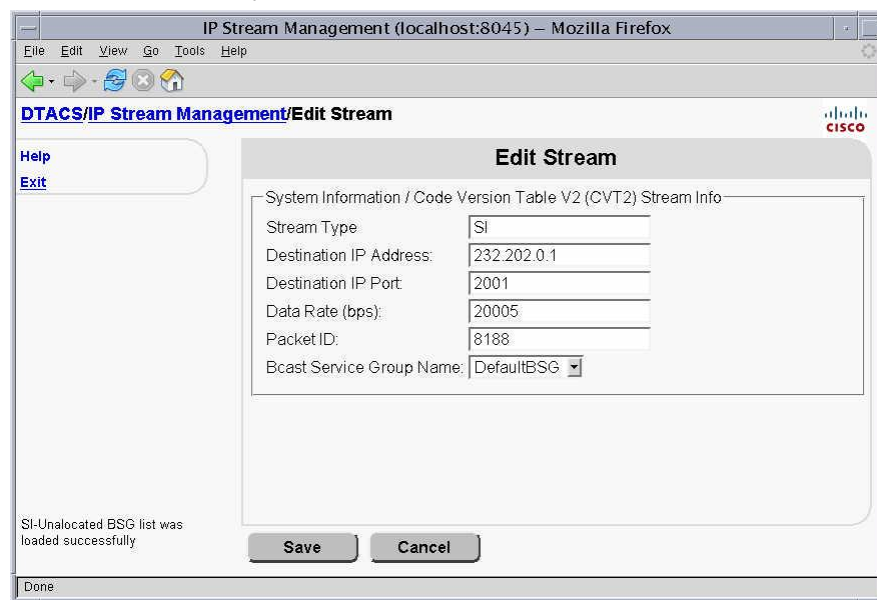 IP Stream Management (localhost:8045) – Mozilla Firefox
File Edit View Go Tools Help
DTACS/IP Stream Management/Edit Stream
CISCO
Help
Exit
Edit Stream
System Information / Code Version Table V2 (CVT2) Stream Info
Stream Type SI
Destination IP Address: 232.202.0.1
Destination IP Port: 2001
Data Rate (bps): 20005
Packet ID: 8188
Bcast Service Group Name: DefaultBSG
SI-Unalocated BSG list was
loaded successfully
Save Cancel
Done